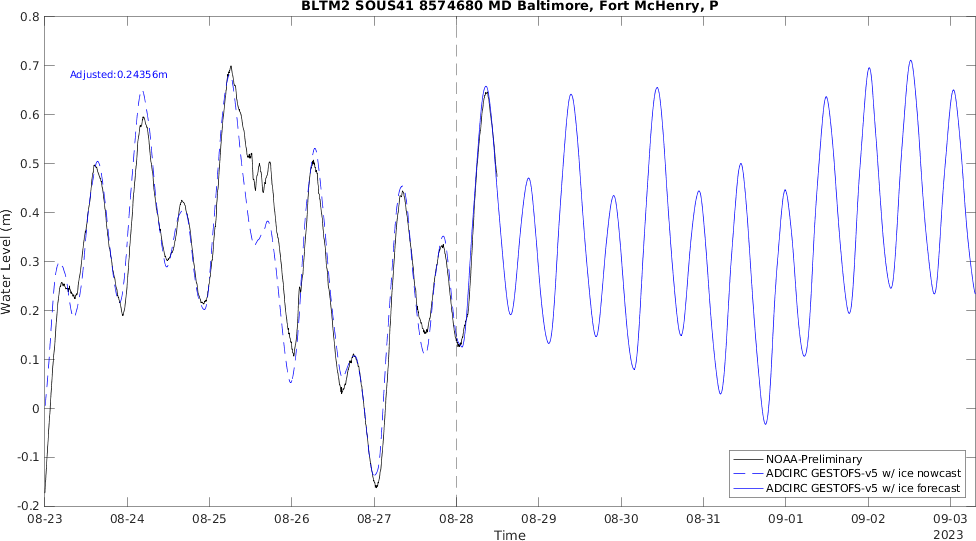 BLTM2 SOUS41 8574680 MD Baltimore, Fort McHenry, P
0.8
0.7
0.6
0.5
0.4
0.3
0.2
0.1
0
-0.1
-0.2
Water Level (m)
Adjusted:0.24356m
NOAA-Preliminary
ADCIRC GESTOFS-v5 w/ ice nowcast
ADCIRC GESTOFS-v5 w/ ice forecast
08-23 08-24 08-25 08-26 08-27 08-28 08-29 08-30 08-31 09-01 09-02 09-03
Time
2023